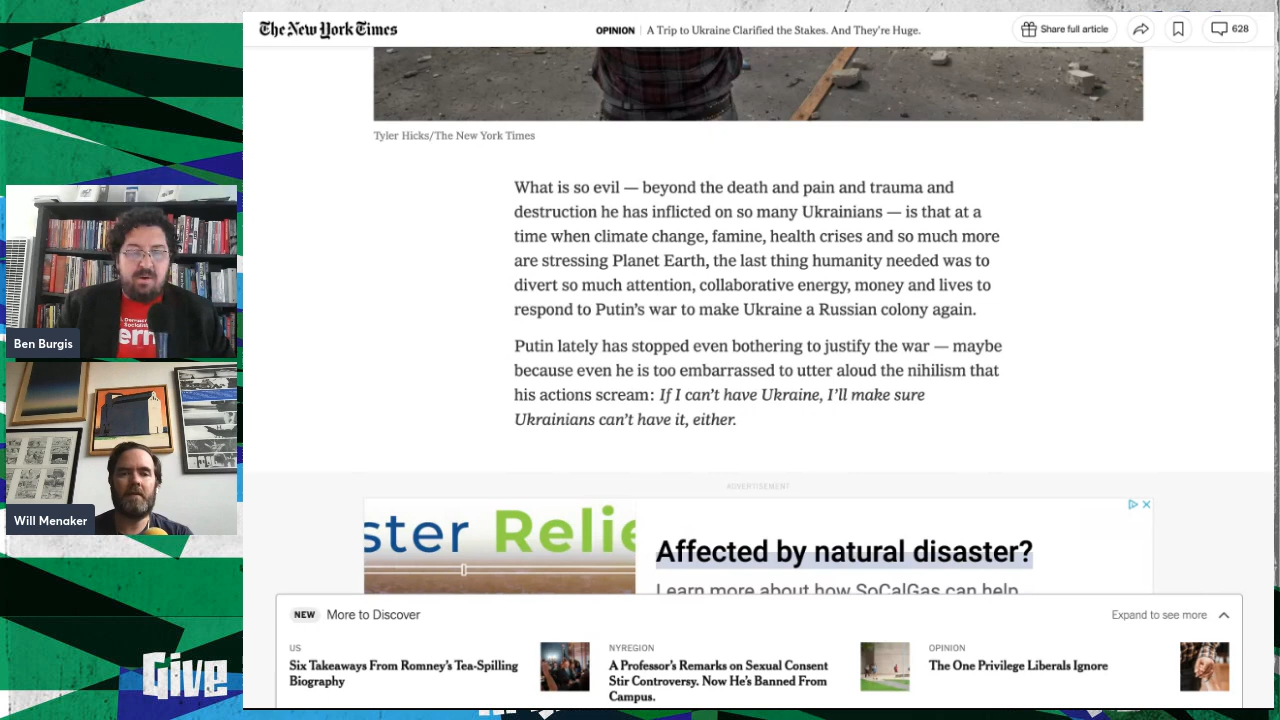 The New York Times
OPINION | A Trip to Ukraine Clarified the Stakes. And They're Huge.
Share full article
628
Tyler Hicks/The New York Times
What is so evil — beyond the death and pain and trauma and
destruction he has inflicted on so many Ukrainians — is that at a
time when climate change, famine, health crises and so much more
are stressing Planet Earth, the last thing humanity needed was to
divert so much attention, collaborative energy, money and lives to
respond to Putin's war to make Ukraine a Russian colony again.
Putin lately has stopped even bothering to justify the war — maybe
because even he is too embarrassed to utter aloud the nihilism that
his actions scream: If I can't have Ukraine, I'll make sure
Ukrainians can't have it, either.
ADVERTISEMENT
ster Relie
Affected by natural disaster?
Learn more about how SoCalGas can help
NEW More to Discover
Expand to see more
US
Six Takeaways From Romney's Tea-Spilling
Biography
NYREGION
A Professor's Remarks on Sexual Consent
Stir Controversy. Now He's Banned From
Campus.
OPINION
The One Privilege Liberals Ignore
Ben Burgis
Will Menaker
Give